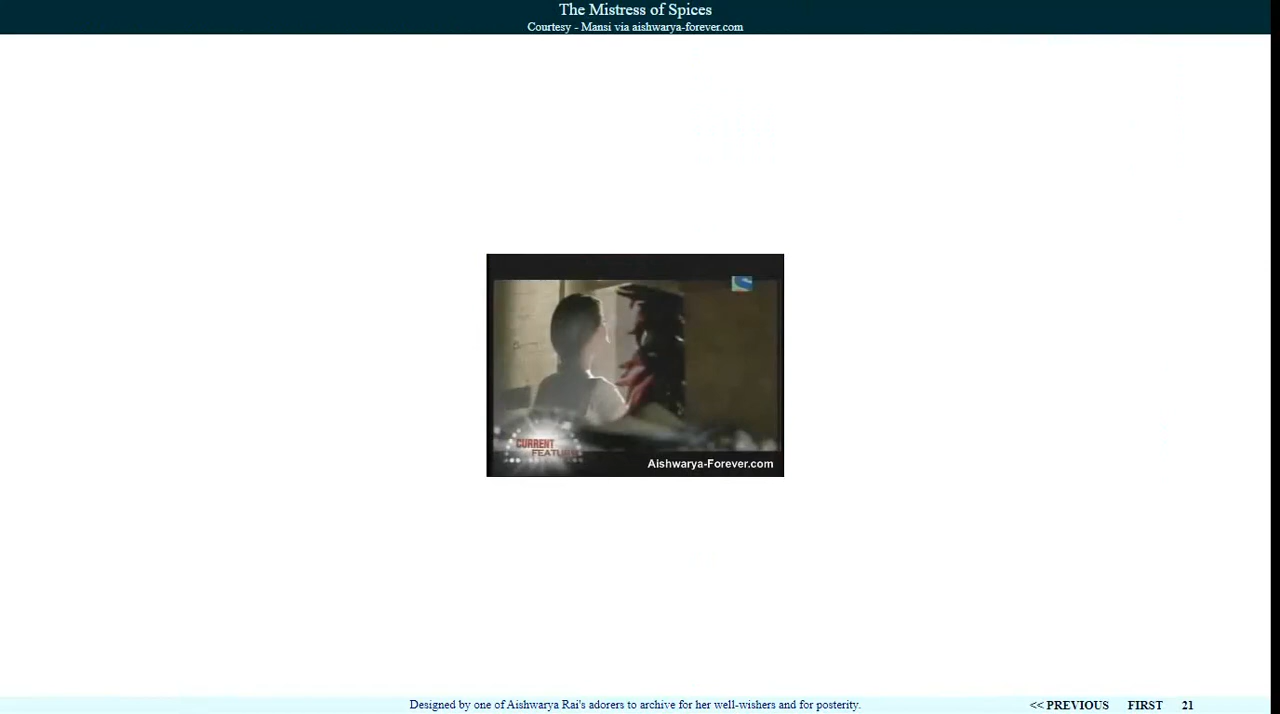 The Mistress of Spices
Courtesy - Mansi via aishwarya-forever.com
CURRENT
FEATURE
Aishwarya-Forever.com
Designed by one of Aishwarya Rai's adorers to archive for her well-wishers and for posterity.
<< PREVIOUS FIRST 21